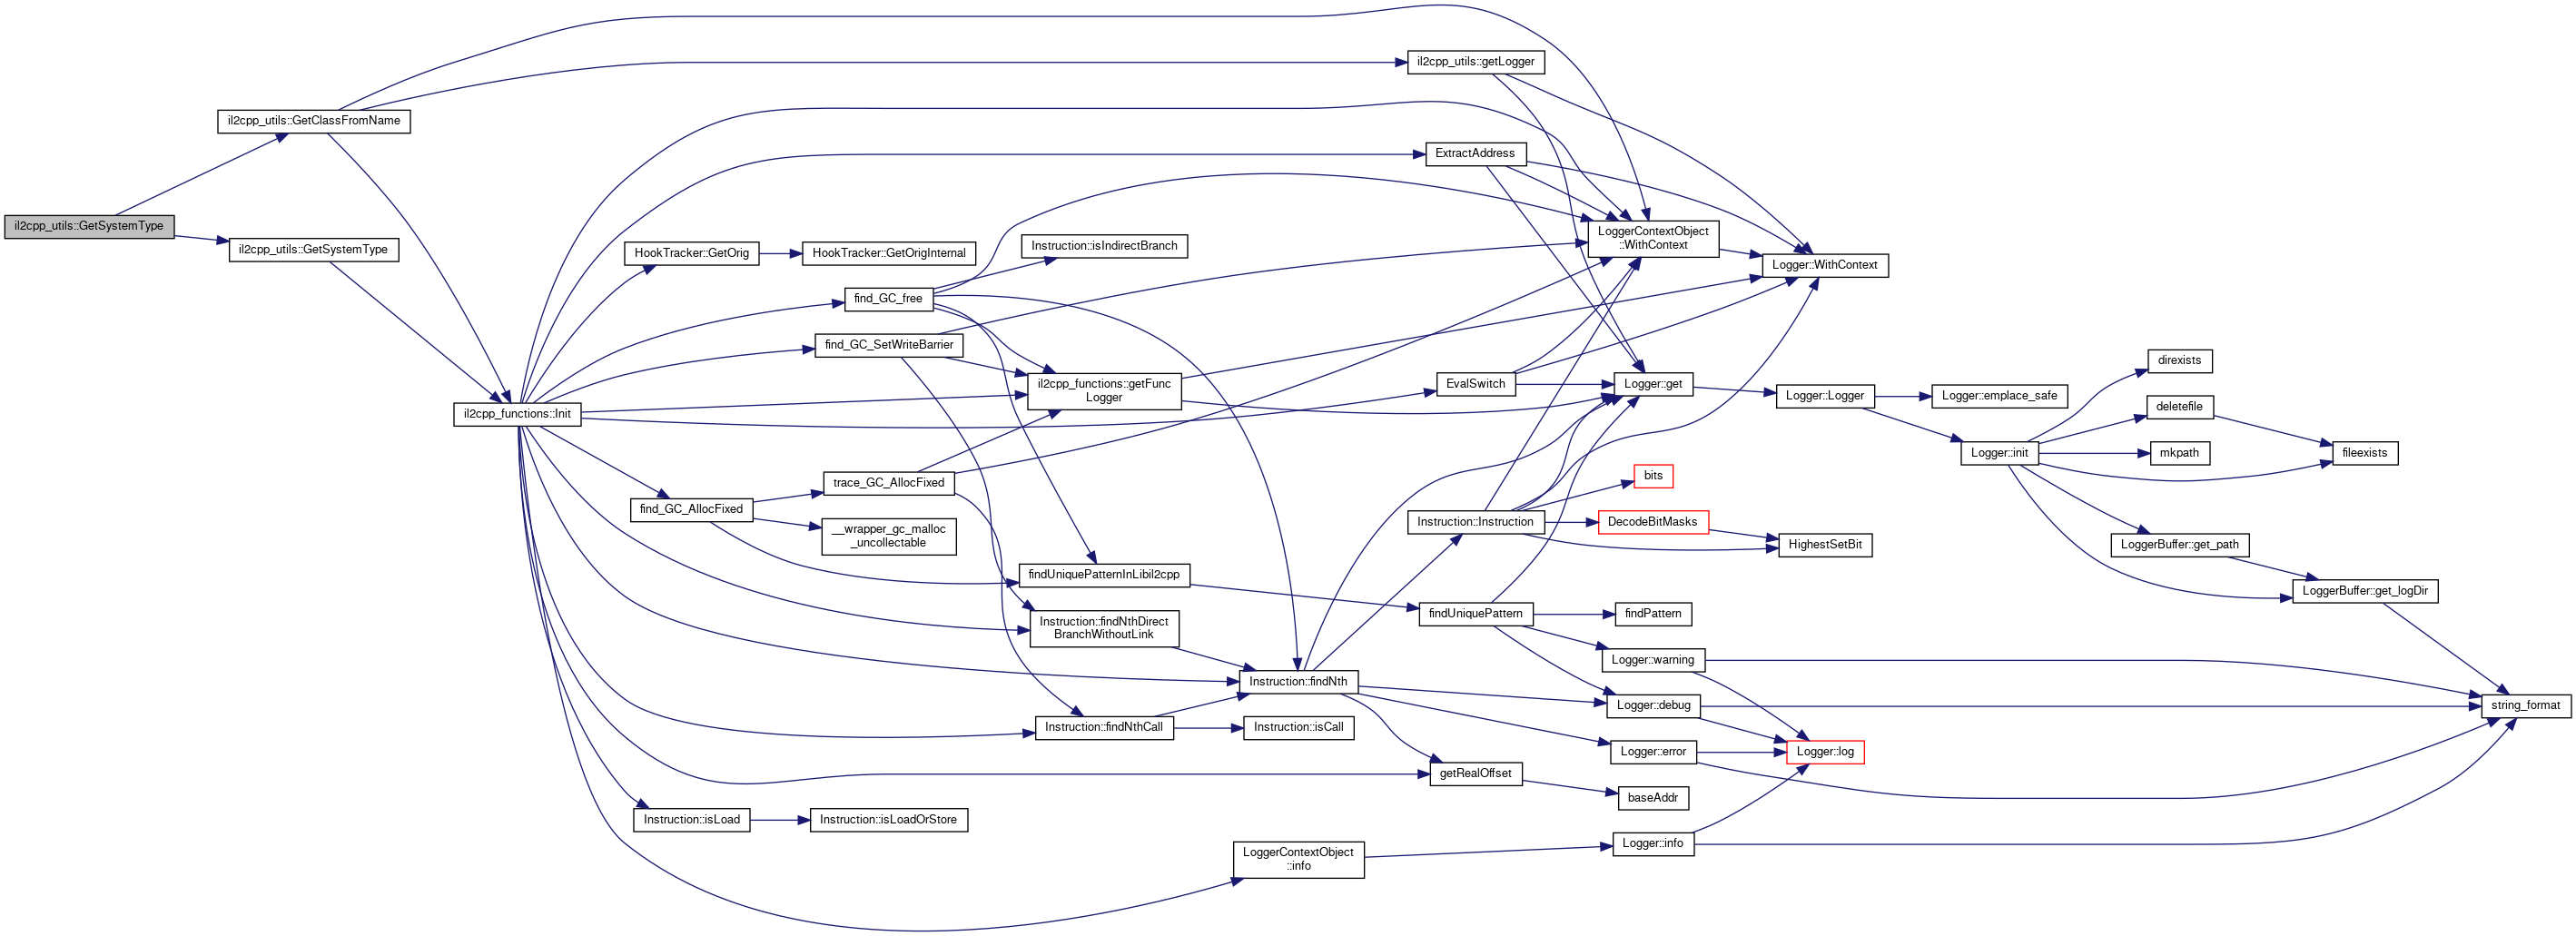 il2cpp_utils::GetSystemType
il2cpp_utils::GetClassFromName
il2cpp_utils::GetSystemType
il2cpp_functions::Init
HookTracker::GetOrig
HookTracker::GetOrigInternal
find_GC_free
find_GC_SetWriteBarrier
trace_GC_AllocFixed
find_GC_AllocFixed
__wrapper_gc_malloc
_uncollectable
Instruction::isLoad
Instruction::isLoadOrStore
Instruction::isIndirectBranch
il2cpp_functions::getFunc
Logger
findUniquePatternInLibil2cpp
Instruction::findNthDirect
BranchWithoutLink
Instruction::findNthCall
Instruction::findNth
Instruction::isCall
LoggerContextObject
::info
il2cpp_utils::getLogger
ExtractAddress
EvalSwitch
Instruction::Instruction
findUniquePattern
getRealOffset
LoggerContextObject
::WithContext
Logger::get
bits
DecodeBitMasks
findPattern
Logger::warning
Logger::debug
Logger::error
baseAddr
Logger::info
Logger::WithContext
Logger::Logger
HighestSetBit
Logger::log
Logger::emplace_safe
Logger::init
direxists
deletefile
mkpath
LoggerBuffer::get_path
fileexists
LoggerBuffer::get_logDir
string_format